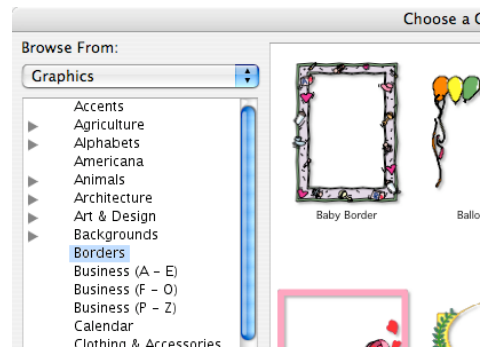 Choose a
Browse From:
Graphics
Accents
Agriculture
Alphabets
Americana
Animals
Architecture
Art & Design
Backgrounds
Borders
Business (A – E)
Business (F – O)
Business (P – Z)
Calendar
Clothing & Accessories
Baby Border